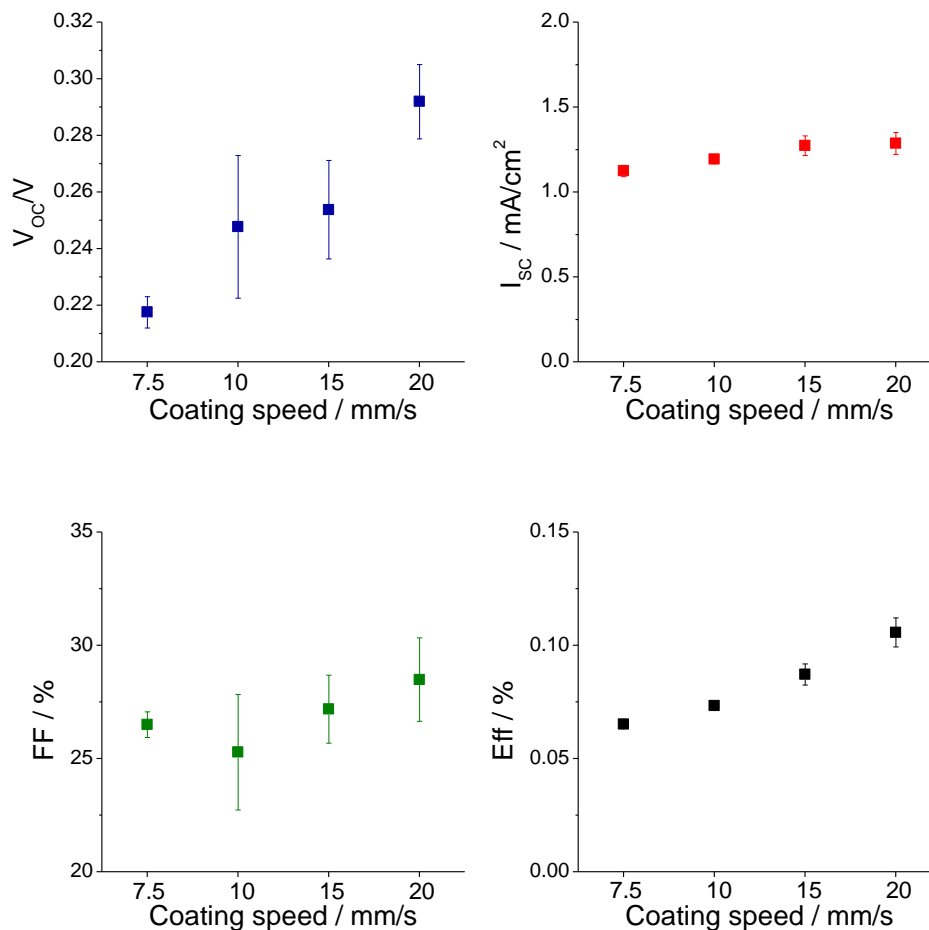 0.32
0.30
0.28
0.26
0.24
0.22
0.20
V_OC/V
7.5 10 15 20
Coating speed / mm/s
2.0
1.5
1.0
0.5
0.0
I_SC / mA/cm²
7.5 10 15 20
Coating speed / mm/s
35
30
25
20
FF / %
7.5 10 15 20
Coating speed / mm/s
0.15
0.10
0.05
0.00
Eff / %
7.5 10 15 20
Coating speed / mm/s